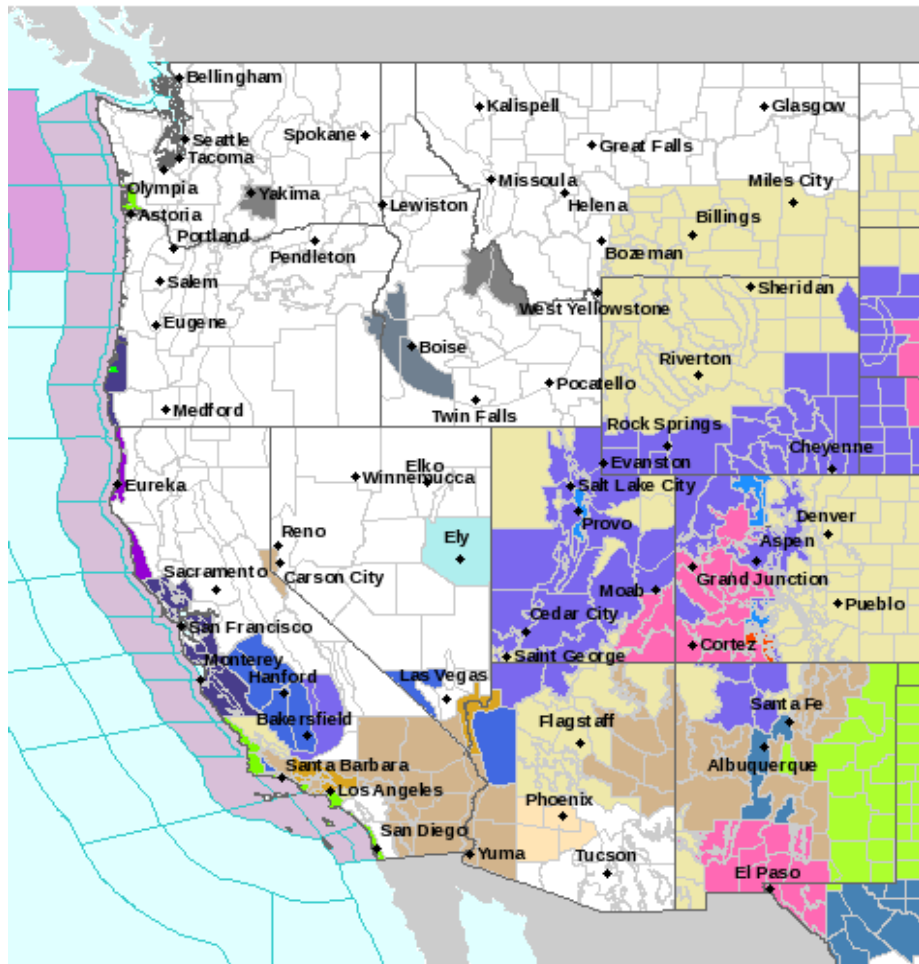 Bellingham
Kalispell
Glasgow
Seattle
Spokane
Great Falls
Tacoma
Missoula
Miles City
Olympia
Yakima
Helena
Lewiston
Astoria
Billings
Portland
Pendleton
Bozeman
Salem
Sheridan
West Yellowstone
Eugene
Boise
Riverton
Pocatello
Medford
Twin Falls
Rock Springs
Cheyenne
Elko
Evanston
Winnemucca
Eureka
Salt Lake City
Provo
Denver
Reno
Ely
Aspen
Sacramento
Carson City
Grand Junction
Moab
Pueblo
San Francisco
Cedar City
Cortez
Monterey
Saint George
Hanford
Las Vegas
Santa Fe
Bakersfield
Flagstaff
Albuquerque
Santa Barbara
Los Angeles
Phoenix
San Diego
Yuma
Tucson
El Paso